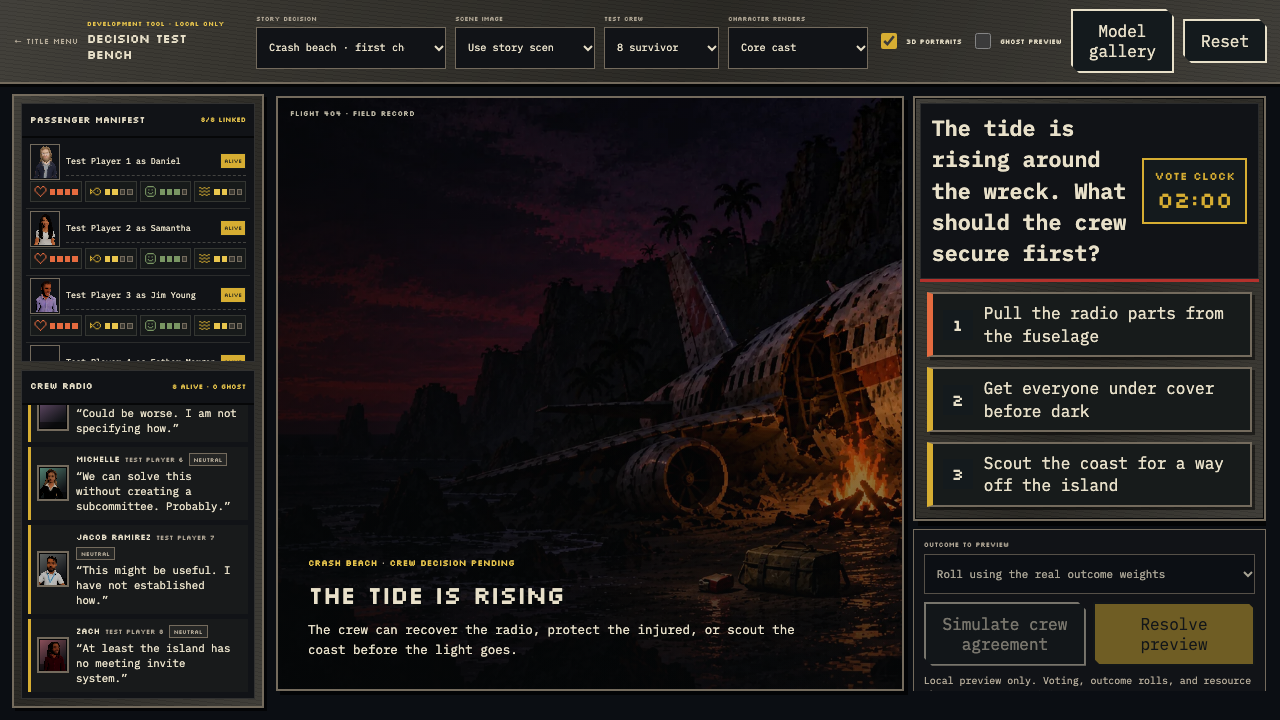 ← TITLE MENU
DEVELOPMENT TOOL · LOCAL ONLY
DECISION TEST
BENCH
STORY DECISION
Crash beach · first ch
SCENE IMAGE
Use story scen
TEST CREW
8 survivor
CHARACTER RENDERS
Core cast
3D PORTRAITS
GHOST PREVIEW
Model
gallery
Reset
PASSENGER MANIFEST
8/8 LINKED
Test Player 1 as Daniel
ALIVE
Test Player 2 as Samantha
ALIVE
Test Player 3 as Jim Young
ALIVE
CREW RADIO
8 ALIVE · 0 GHOST
“Could be worse. I am not
specifying how.”
MICHELLE TEST PLAYER 6 NEUTRAL
“We can solve this
without creating a
subcommittee. Probably.”
JACOB RAMIREZ TEST PLAYER 7
NEUTRAL
“This might be useful. I
have not established
how.”
ZACH TEST PLAYER 8 NEUTRAL
“At least the island has
no meeting invite
system.”
FLIGHT 404 · FIELD RECORD
CRASH BEACH · CREW DECISION PENDING
THE TIDE IS RISING
The crew can recover the radio, protect the injured, or scout the
coast before the light goes.
The tide is
rising around
the wreck. What
should the crew
secure first?
VOTE CLOCK
02:00
1 Pull the radio parts from
the fuselage
2 Get everyone under cover
before dark
3 Scout the coast for a way
off the island
OUTCOME TO PREVIEW
Roll using the real outcome weights
Simulate crew
agreement
Resolve
preview
Local preview only. Voting, outcome rolls, and resource